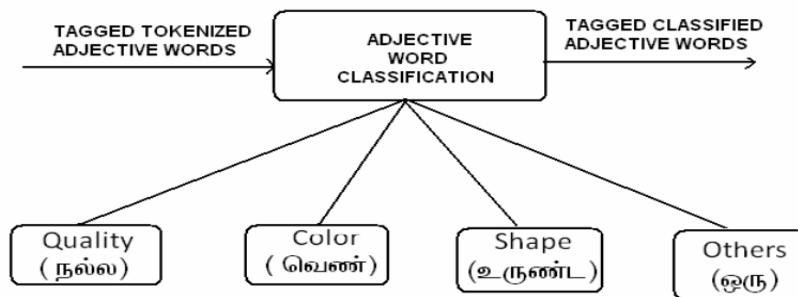 TAGGED TOKENIZED
ADJECTIVE WORDS
ADJECTIVE
WORD
CLASSIFICATION
TAGGED CLASSIFIED
ADJECTIVE WORDS
Quality
( நல்ல )
Color
( வெண் )
Shape
(உருண்ட )
Others
(ஒரு )